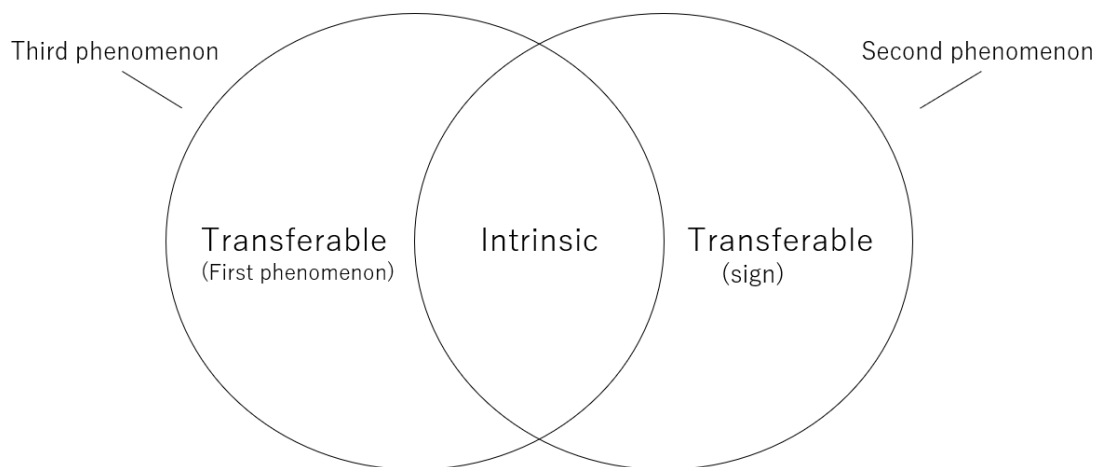 Third phenomenon
Second phenomenon
Transferable
(First phenomenon)
Intrinsic
Transferable
(sign)